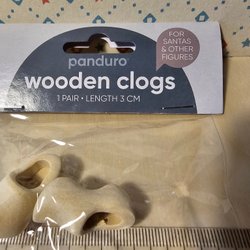 panduro
wooden clogs
1 PAIR • LENGTH 3 CM
FOR
SANTAS
& OTHER
FIGURES